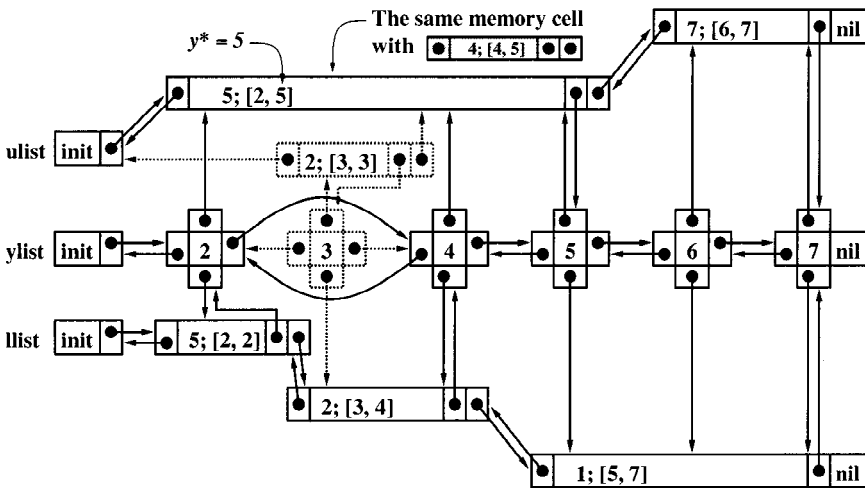 The same memory cell
with 4; [4, 5]
y* = 5
7; [6, 7] nil
5; [2, 5]
ulist init
2; [3, 3]
ylist init 2 3 4 5 6 7 nil
llist init 5; [2, 2]
2; [3, 4]
1; [5, 7] nil